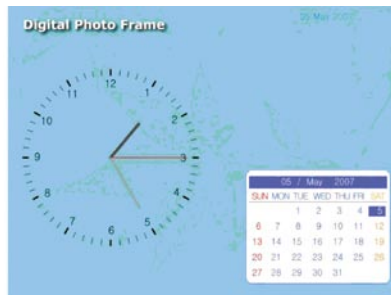 Digital Photo Frame
05 May 2007
12
11 1
10 2
9 3
8 4
7 5
6
05 / May 2007
SUN MON TUE WED THU FRI SAT
1 2 3 4 5
6 7 8 9 10 11 12
13 14 15 16 17 18 19
20 21 22 23 24 25 26
27 28 29 30 31